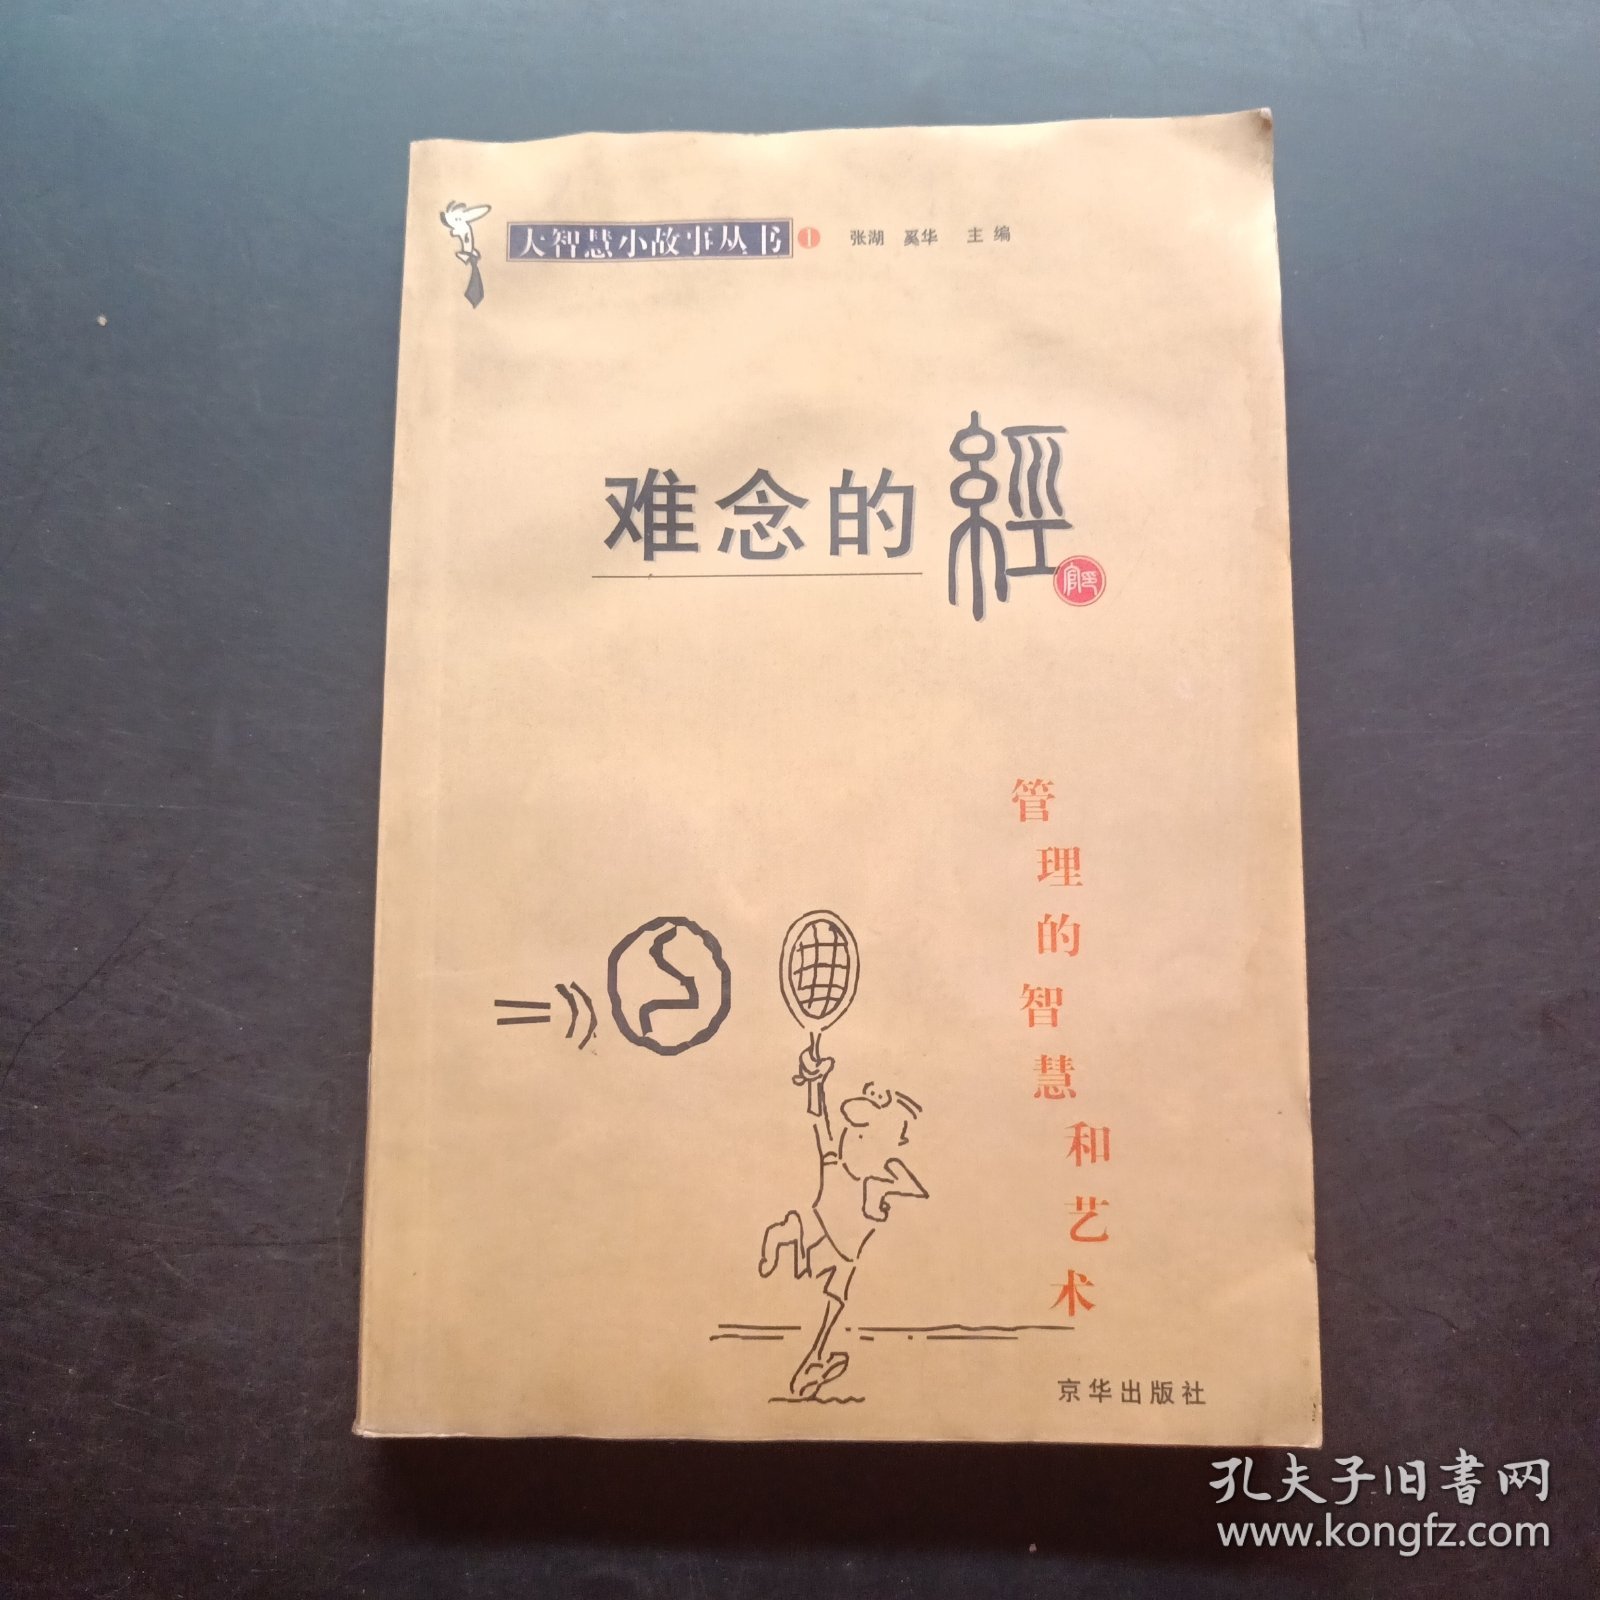 大智慧小故事丛书 1 张湖 奚华 主编
难念的經
管理的智慧和艺术
京华出版社
孔夫子旧书网
www.kongfz.com